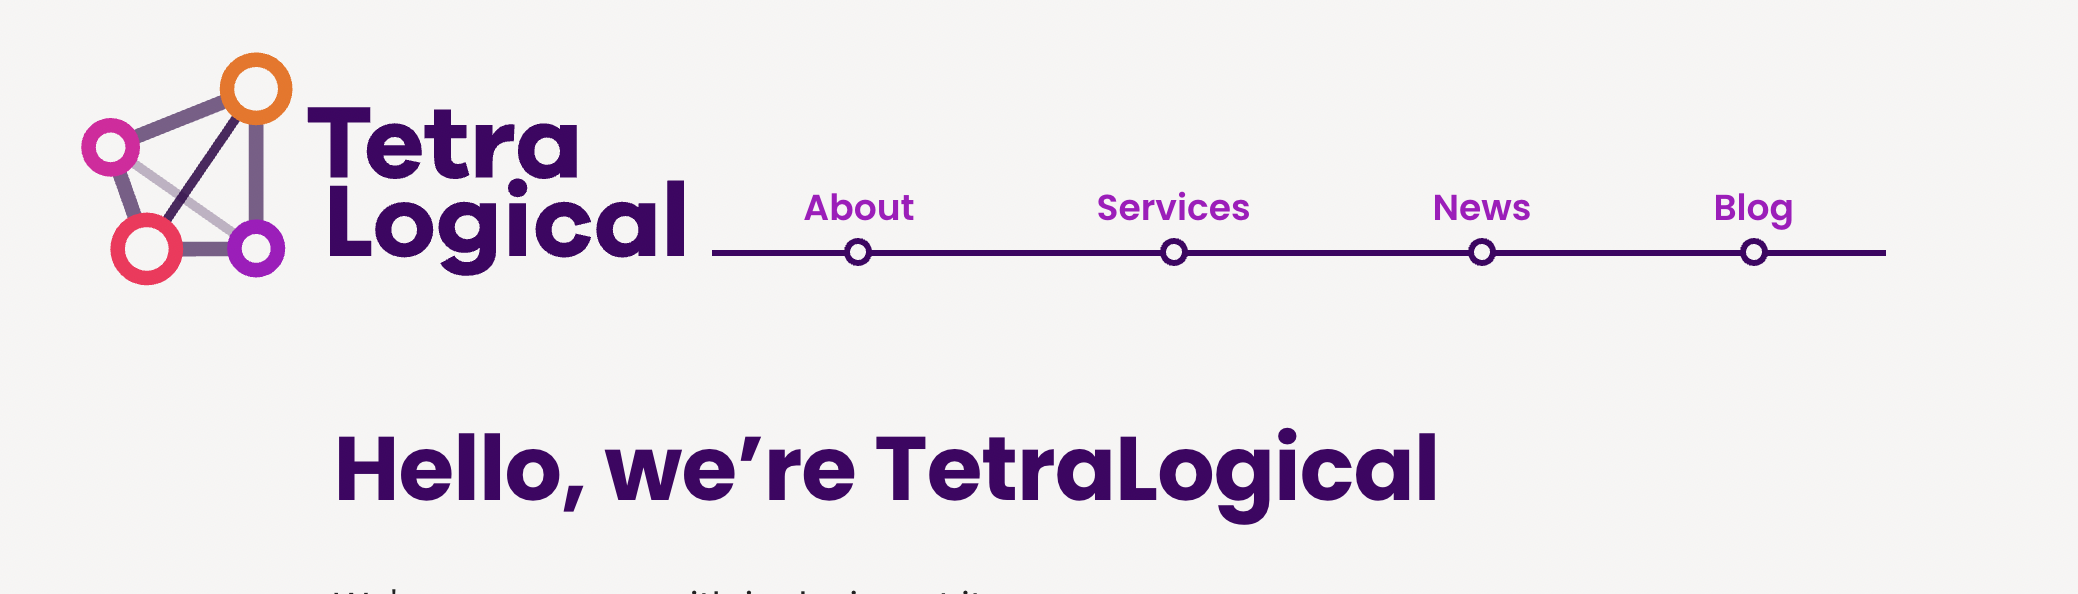 Tetra
Logical
About Services News Blog
Hello, we’re TetraLogical